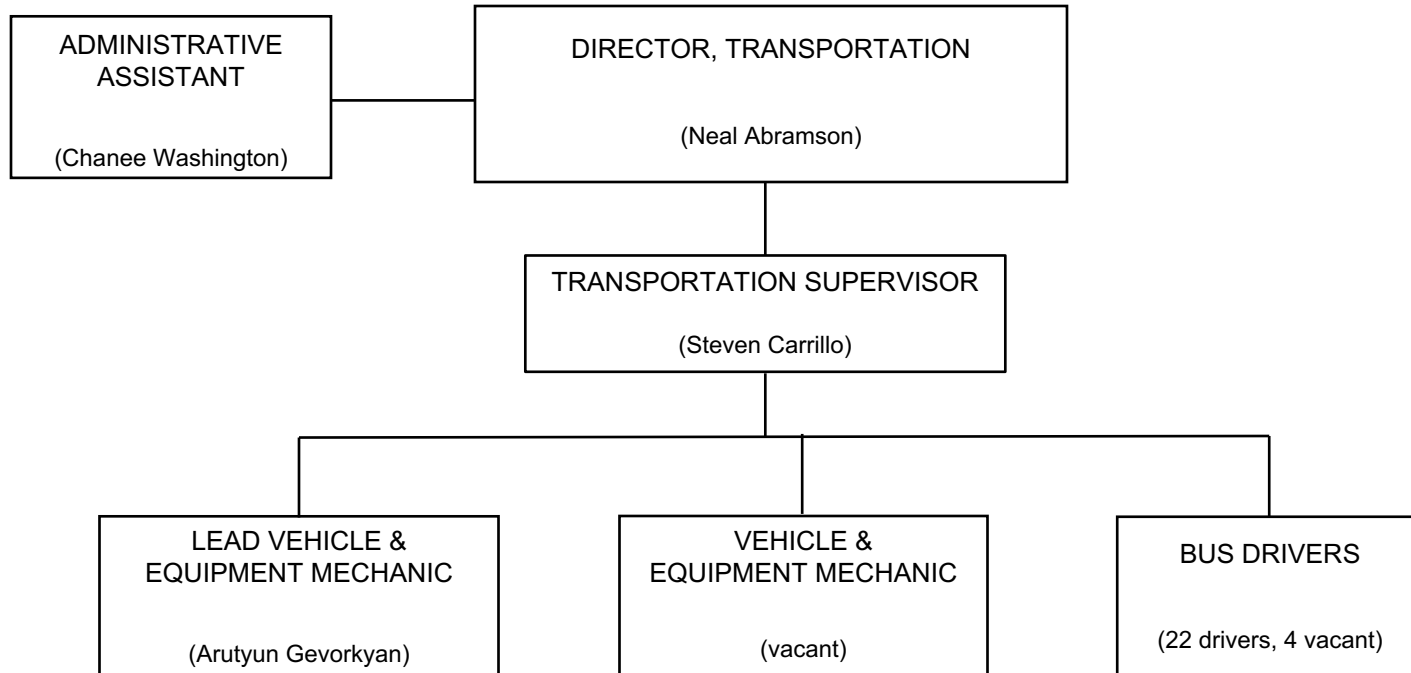 ADMINISTRATIVE
ASSISTANT
(Chanee Washington)
DIRECTOR, TRANSPORTATION
(Neal Abramson)
TRANSPORTATION SUPERVISOR
(Steven Carrillo)
LEAD VEHICLE &
EQUIPMENT MECHANIC
(Arutyun Gevorkyan)
VEHICLE &
EQUIPMENT MECHANIC
(vacant)
BUS DRIVERS
(22 drivers, 4 vacant)